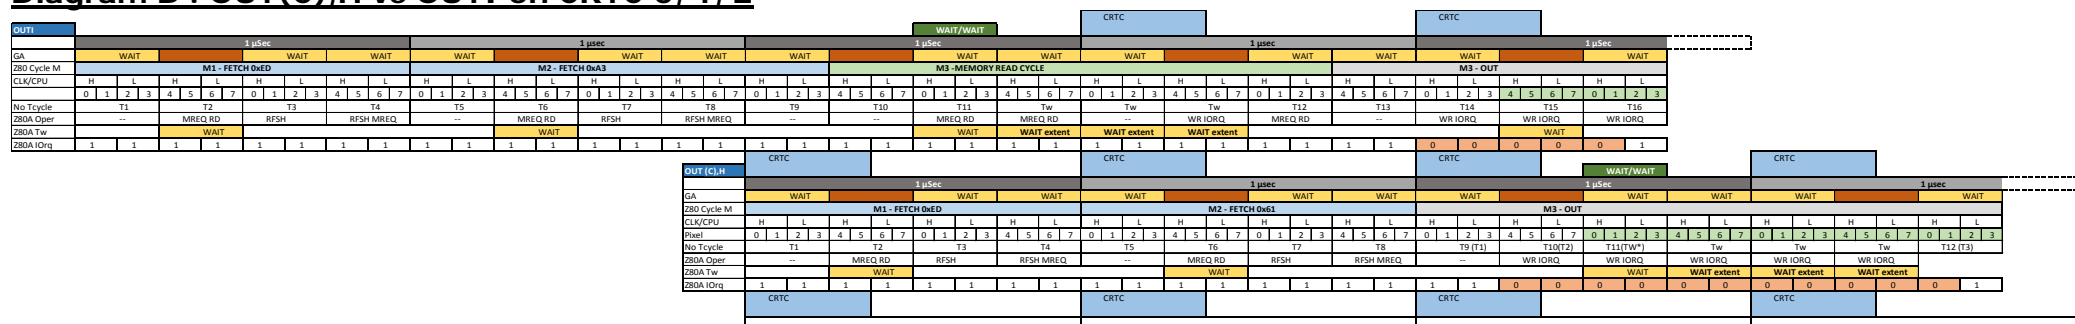 Diagram B : OUT(C),H vs OUTI on CRTC 0, 1, 2
CRTC CRTC
OUTI WAIT/WAIT
1 µSec 1 µsec 1 µSec 1 µsec 1 µSec
GA WAIT WAIT WAIT WAIT WAIT WAIT WAIT WAIT WAIT WAIT WAIT WAIT WAIT WAIT
Z80 Cycle M M1 - FETCH 0xED M2 - FETCH 0xA3 M3 -MEMORY READ CYCLE M3 - OUT
CLK/CPU H L H L H L H L H L H L H L H L H L H L H L H L H L H L H L H L H L H L H L
0 1 2 3 4 5 6 7 0 1 2 3 4 5 6 7 0 1 2 3 4 5 6 7 0 1 2 3 4 5 6 7 0 1 2 3 4 5 6 7 0 1 2 3 4 5 6 7 0 1 2 3 4 5 6 7 0 1 2 3 4 5 6 7 0 1 2 3 4 5 6 7 0 1 2 3
No Tcycle T1 T2 T3 T4 T5 T6 T7 T8 T9 T10 T11 Tw Tw Tw T12 T13 T14 T15 T16
Z80A Oper -- MREQ RD RFSH RFSH MREQ -- MREQ RD RFSH RFSH MREQ -- -- MREQ RD MREQ RD -- WR IORQ MREQ RD -- WR IORQ WR IORQ WR IORQ
Z80A Tw WAIT WAIT WAIT WAIT extent WAIT extent WAIT extent WAIT
Z80A IOrq 1 1 1 1 1 1 1 1 1 1 1 1 1 1 1 1 1 1 1 1 1 1 1 1 1 1 1 1 1 1 1 1 0 0 0 0 0 1
CRTC CRTC CRTC CRTC
OUT (C),H WAIT/WAIT
1 µSec 1 µsec 1 µSec 1 µsec
GA WAIT WAIT WAIT WAIT WAIT WAIT WAIT WAIT WAIT WAIT WAIT
Z80 Cycle M M1 - FETCH 0xED M2 - FETCH 0x61 M3 - OUT
CLK/CPU H L H L H L H L H L H L H L H L H L H L H L H L H L H L H L
Pixel 0 1 2 3 4 5 6 7 0 1 2 3 4 5 6 7 0 1 2 3 4 5 6 7 0 1 2 3 4 5 6 7 0 1 2 3 4 5 6 7 0 1 2 3 4 5 6 7 0 1 2 3 4 5 6 7 0 1 2 3
No Tcycle T1 T2 T3 T4 T5 T6 T7 T8 T9 (T1) T10(T2) T11(TW*) Tw Tw Tw T12 (T3)
Z80A Oper -- MREQ RD RFSH RFSH MREQ -- MREQ RD RFSH RFSH MREQ -- WR IORQ WR IORQ WR IORQ WR IORQ WR IORQ
Z80A Tw WAIT WAIT WAIT WAIT extent WAIT extent WAIT extent
Z80A IOrq 1 1 1 1 1 1 1 1 1 1 1 1 1 1 1 1 1 1 0 0 0 0 0 0 0 0 0 0 0 1
CRTC CRTC CRTC CRTC